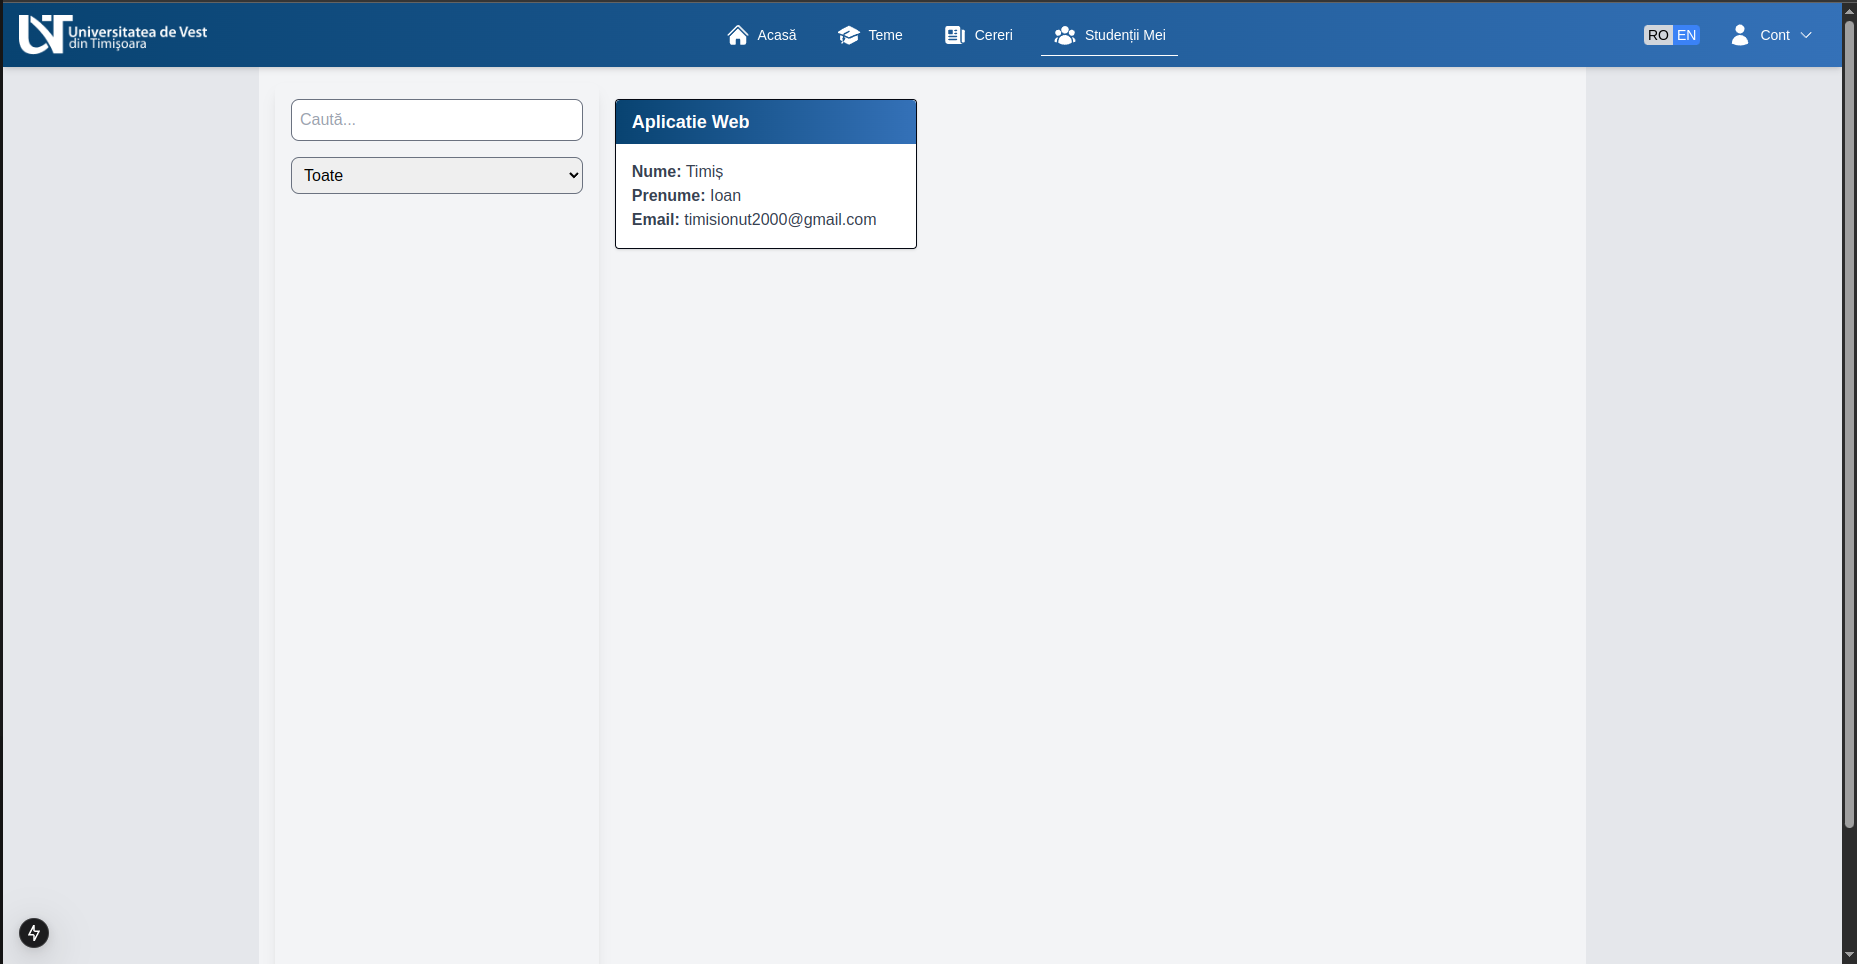 UVT Universitatea de Vest
din Timișoara
Acasă
Teme
Cereri
Studenții Mei
RO EN
Cont
Caută...
Toate
Aplicatie Web
Nume: Timiș
Prenume: Ioan
Email: timisionut2000@gmail.com